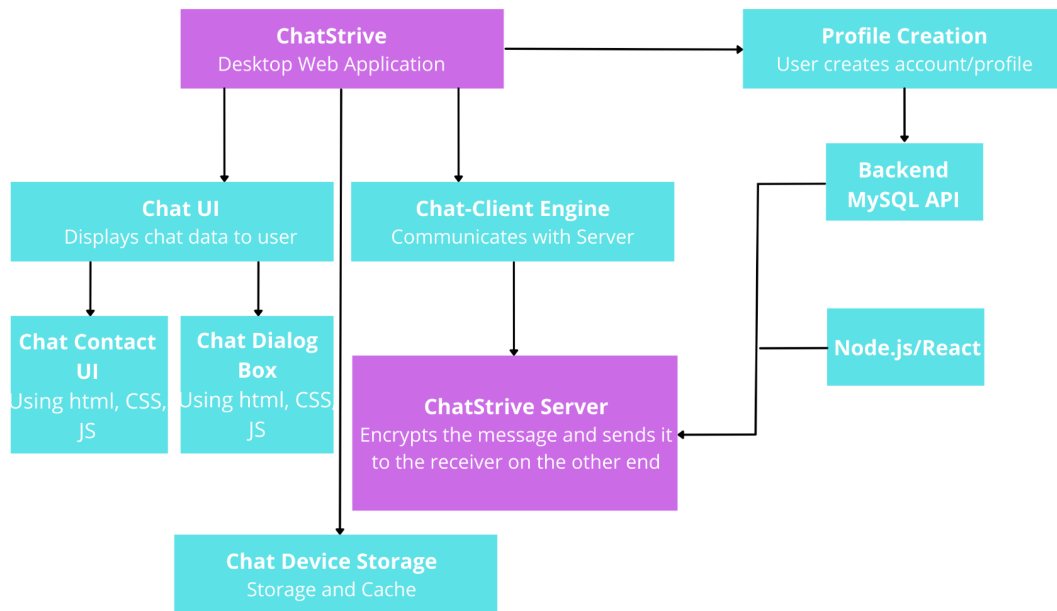 ChatStrive
Desktop Web Application
Profile Creation
User creates account/profile
Backend
MySQL API
Chat UI
Displays chat data to user
Chat-Client Engine
Communicates with Server
Chat Contact
UI
Using html, CSS,
JS
Chat Dialog
Box
Using html, CSS,
JS
Node.js/React
ChatStrive Server
Encrypts the message and sends it
to the receiver on the other end
Chat Device Storage
Storage and Cache